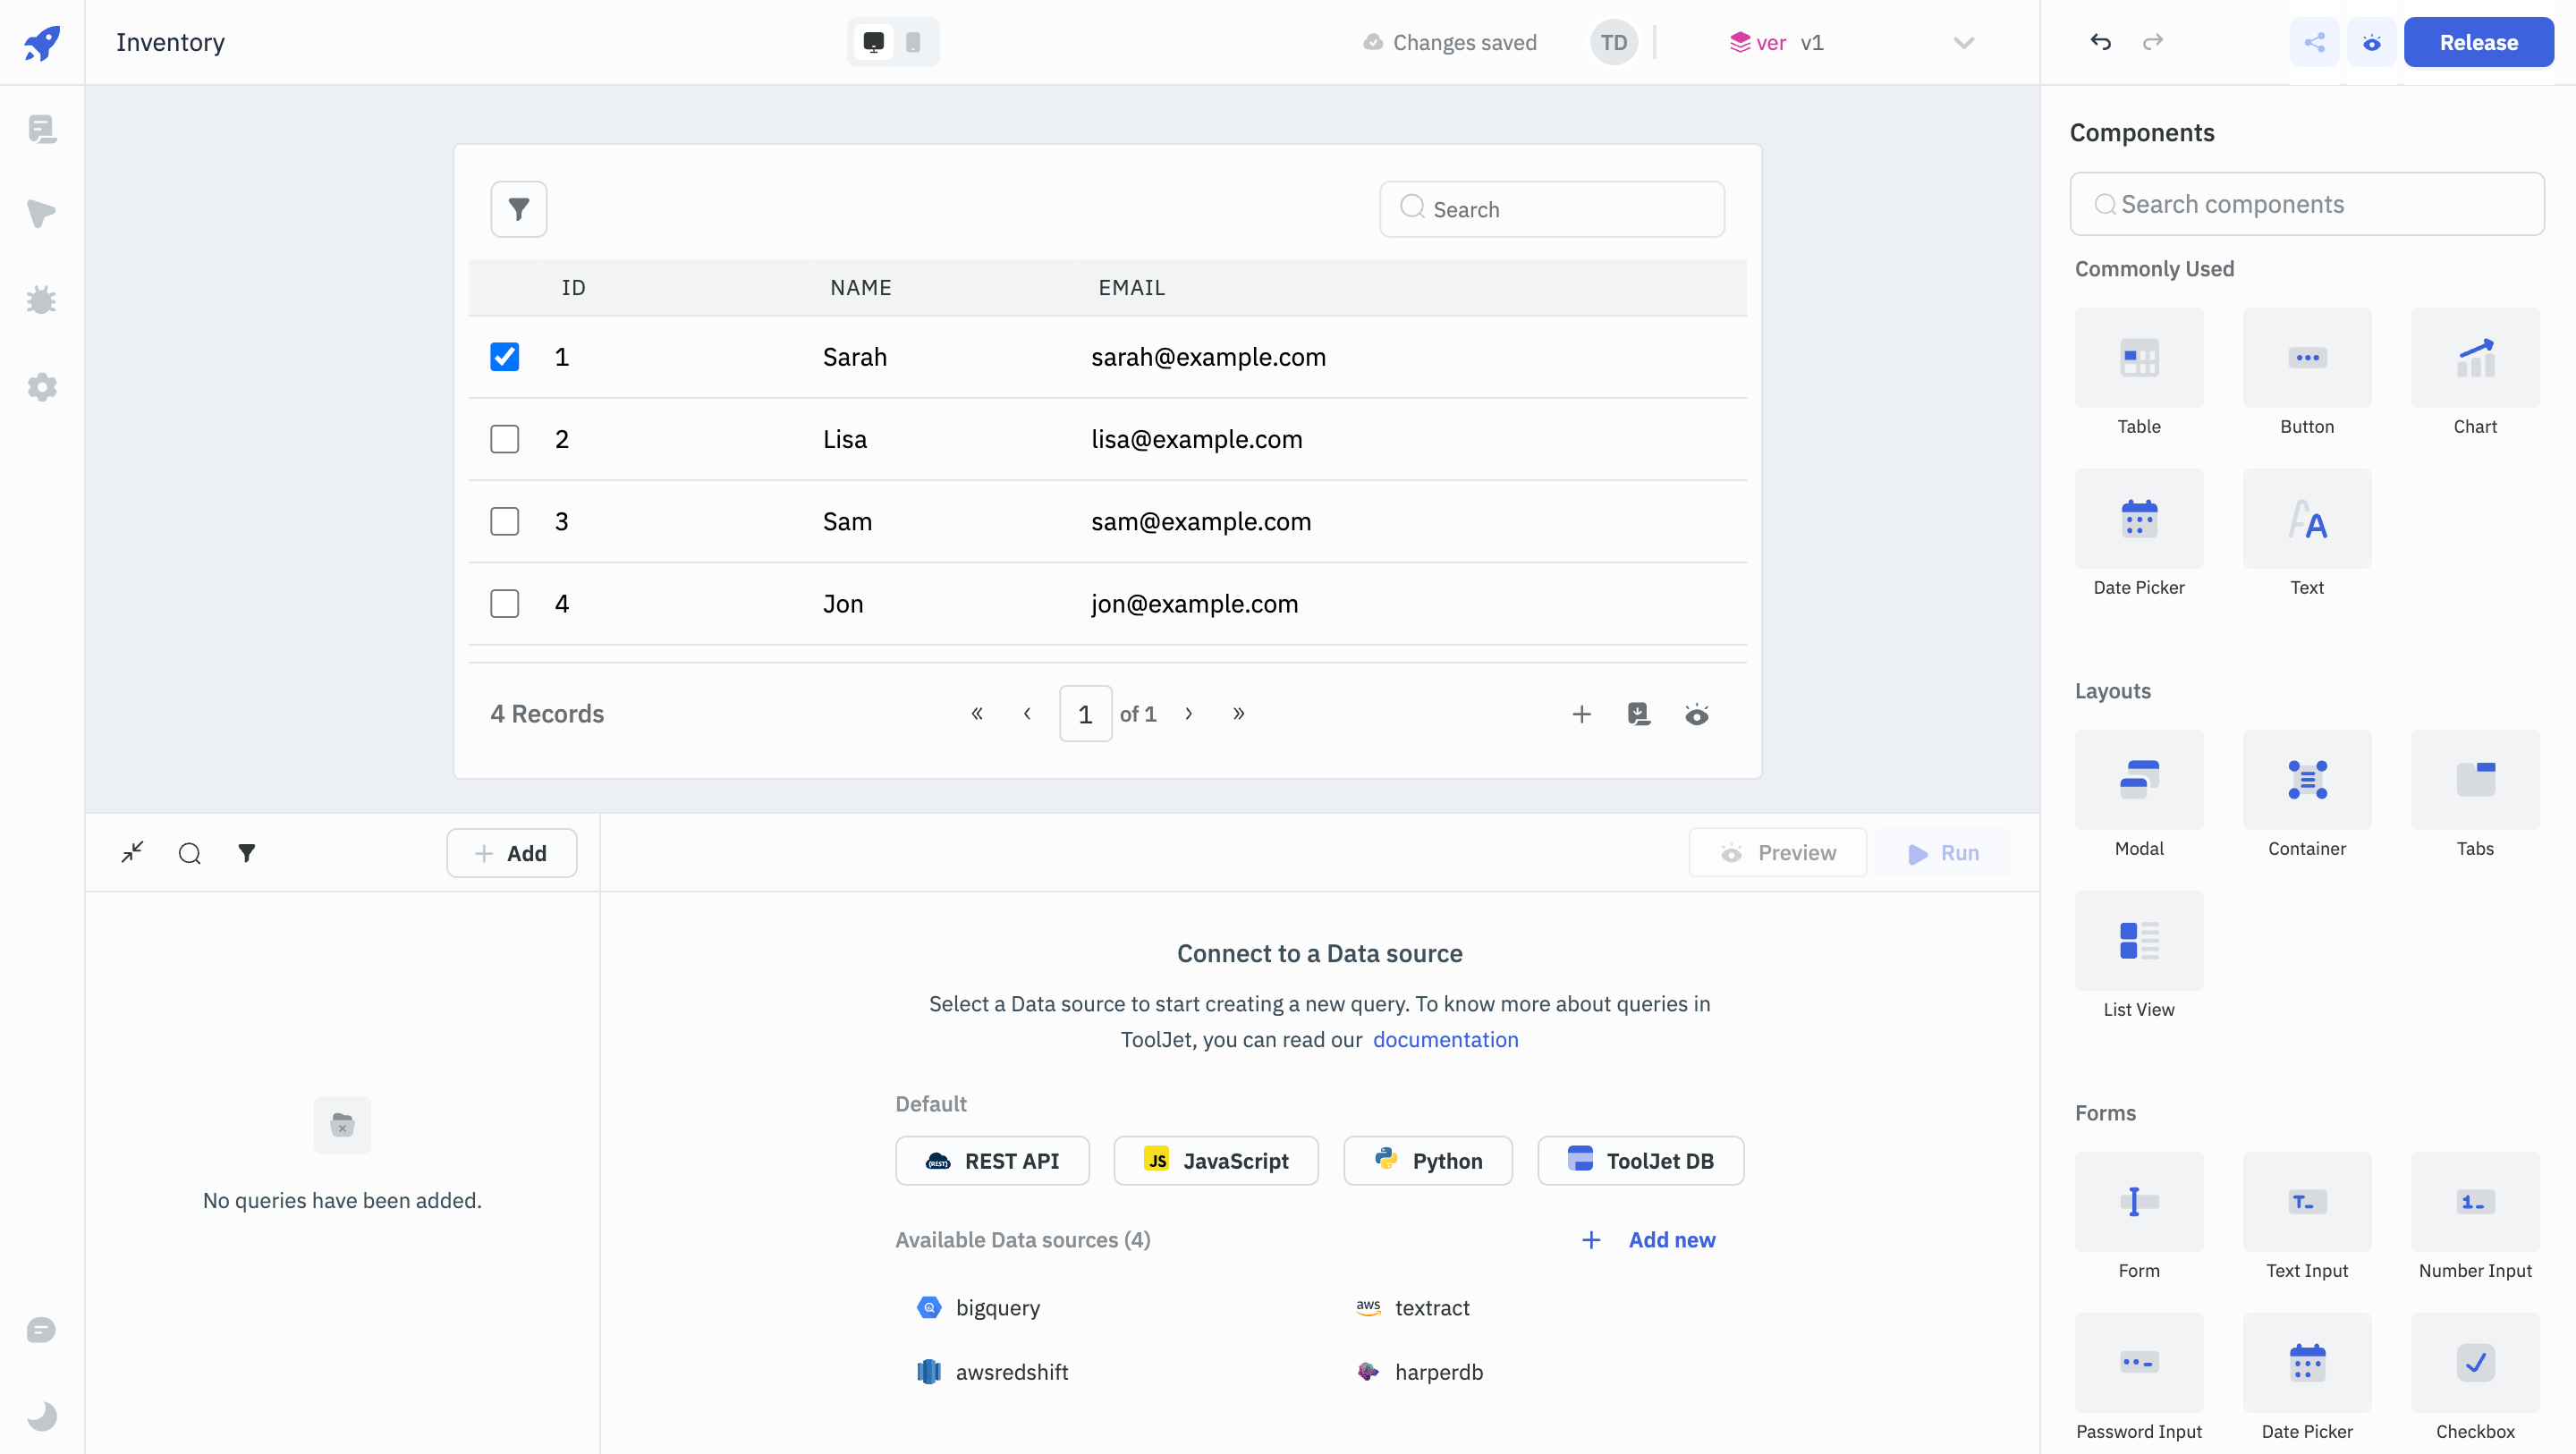 Inventory
Changes saved
TD
ver v1
Release
Search
ID NAME EMAIL
1 Sarah sarah@example.com
2 Lisa lisa@example.com
3 Sam sam@example.com
4 Jon jon@example.com
4 Records
« ‹ 1 of 1 › »
Add
Preview
Run
No queries have been added.
Connect to a Data source
Select a Data source to start creating a new query. To know more about queries in
ToolJet, you can read our documentation
Default
REST REST API
JS JavaScript
Python
ToolJet DB
Available Data sources (4)
+ Add new
bigquery
aws textract
awsredshift
harperdb
Components
Search components
Commonly Used
Table
Button
Chart
Date Picker
Text
Layouts
Modal
Container
Tabs
List View
Forms
Form
Text Input
Number Input
Password Input
Date Picker
Checkbox